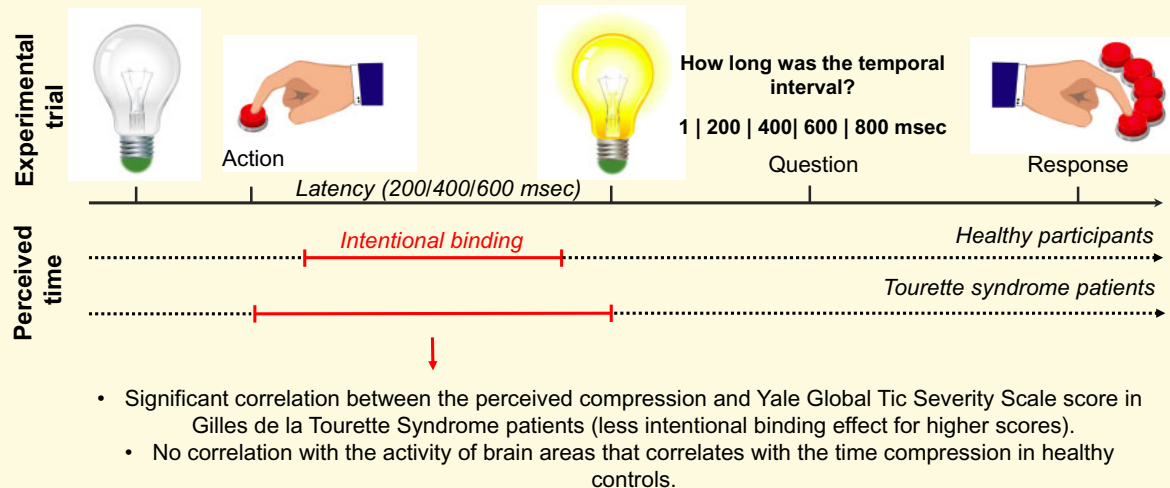 Experimental
trial
How long was the temporal
interval?
1 | 200 | 400| 600 | 800 msec
Action
Question
Response
Latency (200/400/600 msec)
Perceived
time
Intentional binding
Healthy participants
Tourette syndrome patients
• Significant correlation between the perceived compression and Yale Global Tic Severity Scale score in
Gilles de la Tourette Syndrome patients (less intentional binding effect for higher scores).
• No correlation with the activity of brain areas that correlates with the time compression in healthy
controls.